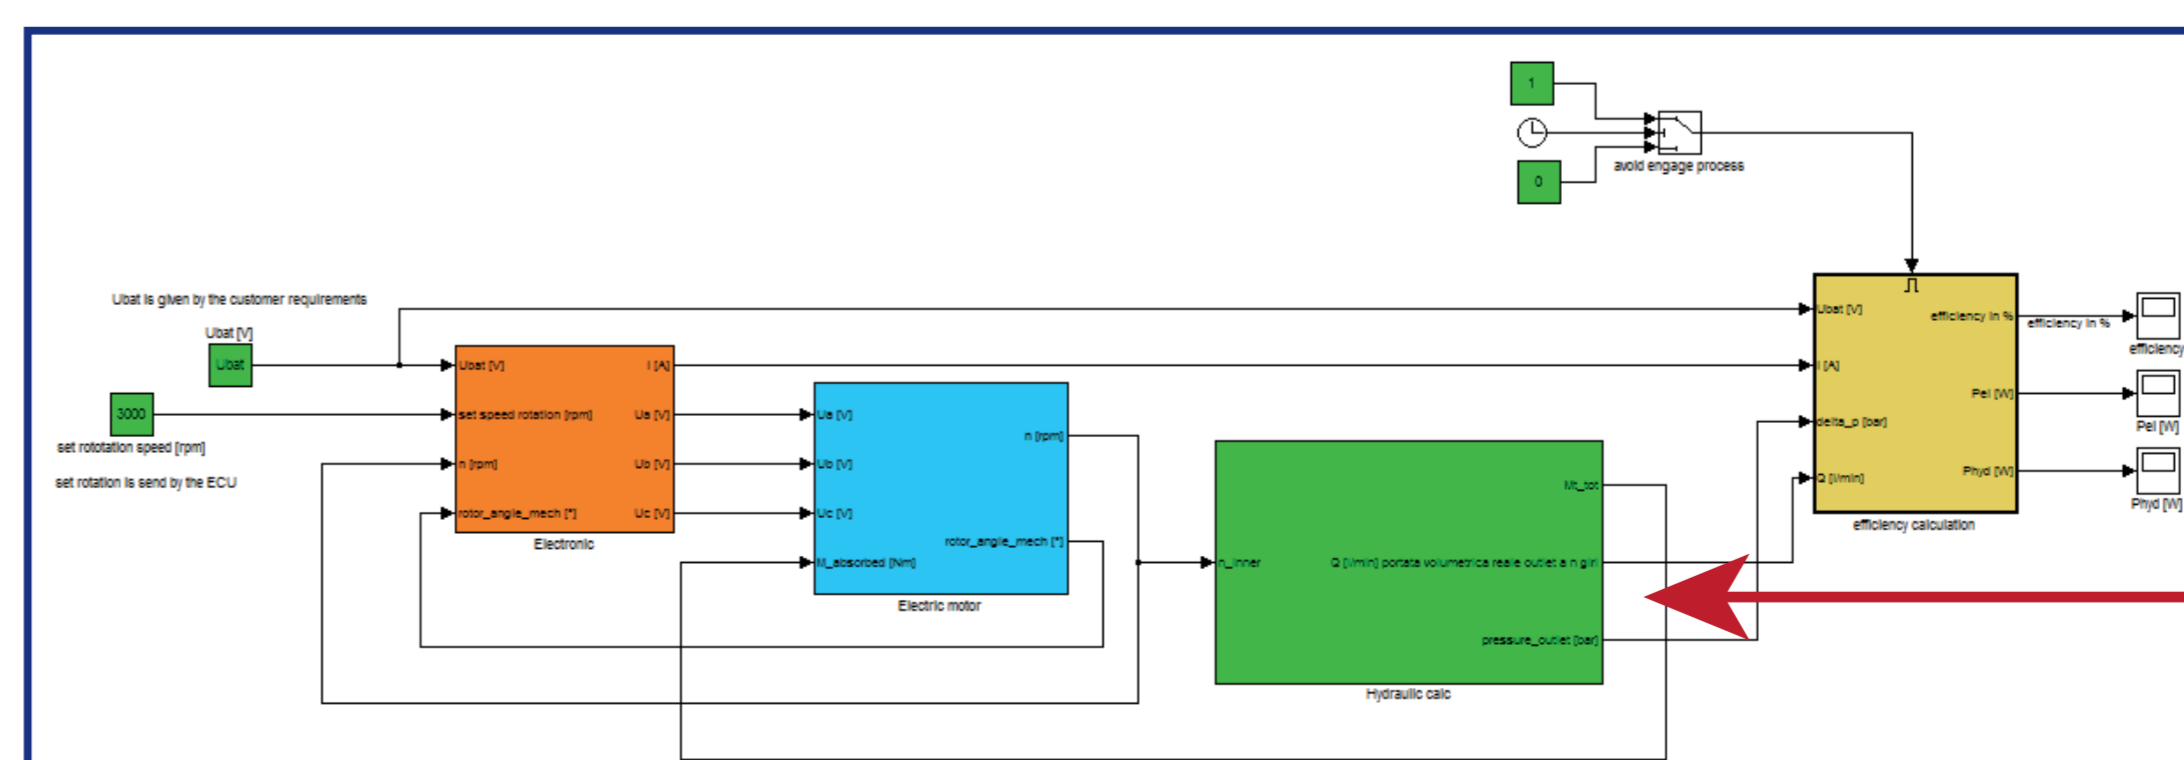 1
avoid engage process
0
Ubat is given by the customer requirements
Ubat [V]
Ubat
3000
set rototation speed [rpm]
set rotation is send by the ECU
Ubat [V]
set speed rotation [rpm]
n [rpm]
rotor_angle_mech [°]
I [A]
Ua [V]
Ub [V]
Uc [V]
Electronic
Ua [V]
Ub [V]
Uc [V]
M_absorbed [Nm]
n [rpm]
rotor_angle_mech [°]
Electric motor
n_inner
Mt_tot
Q [l/min] portata volumetrica reale outlet a n giri
pressure_outlet [bar]
Hydraulic calc
Ubat [V]
I [A]
delta_p [bar]
Q [l/min]
efficiency in %
Pel [W]
Phyd [W]
efficiency calculation
efficiency in %
efficiency
Pel [W]
Phyd [W]